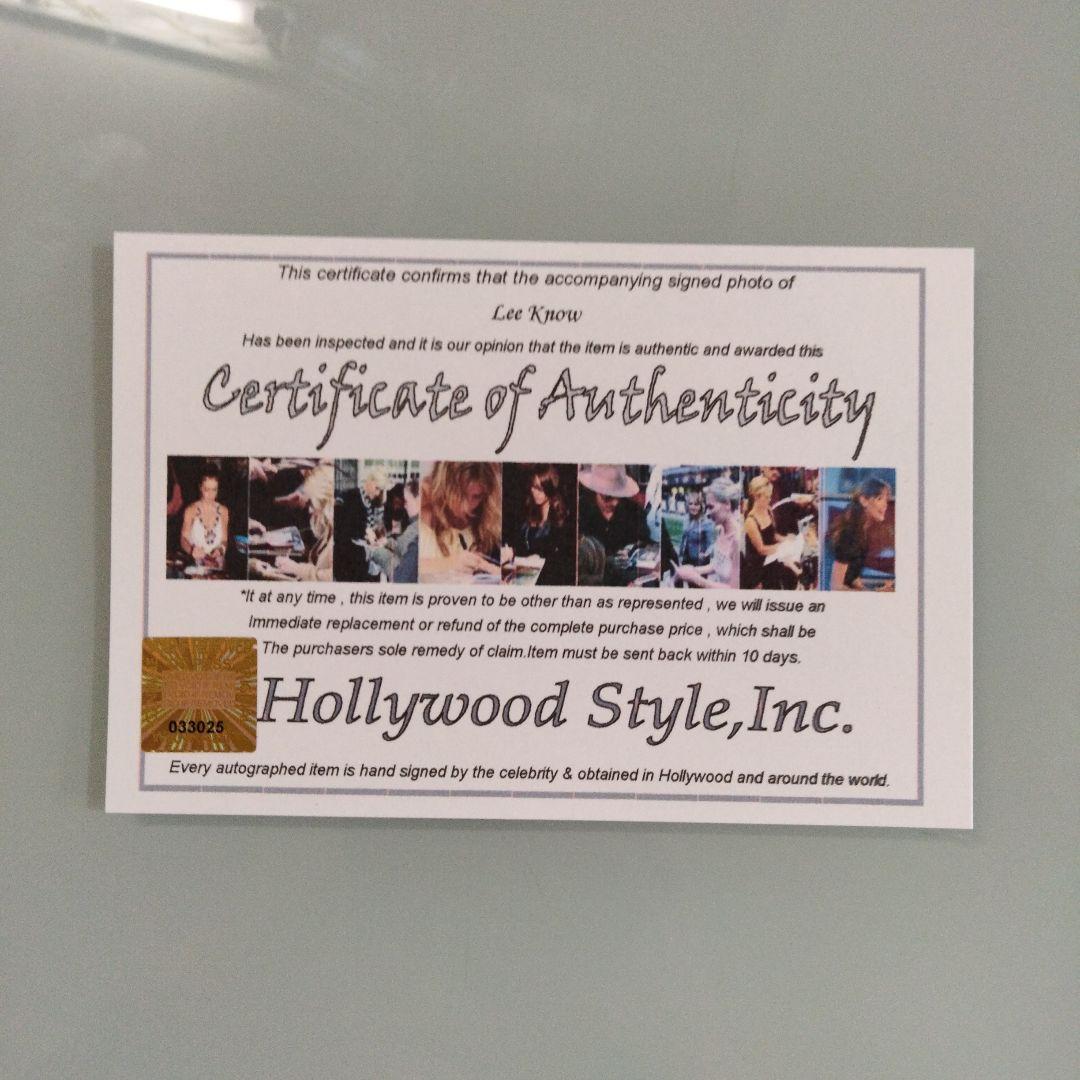 This certificate confirms that the accompanying signed photo of
Lee Know
Has been inspected and it is our opinion that the item is authentic and awarded this
Certificate of Authenticity
*It at any time , this item is proven to be other than as represented , we will issue an
Immediate replacement or refund of the complete purchase price , which shall be
The purchasers sole remedy of claim.Item must be sent back within 10 days.
033025
Hollywood Style,Inc.
Every autographed item is hand signed by the celebrity & obtained in Hollywood and around the world.